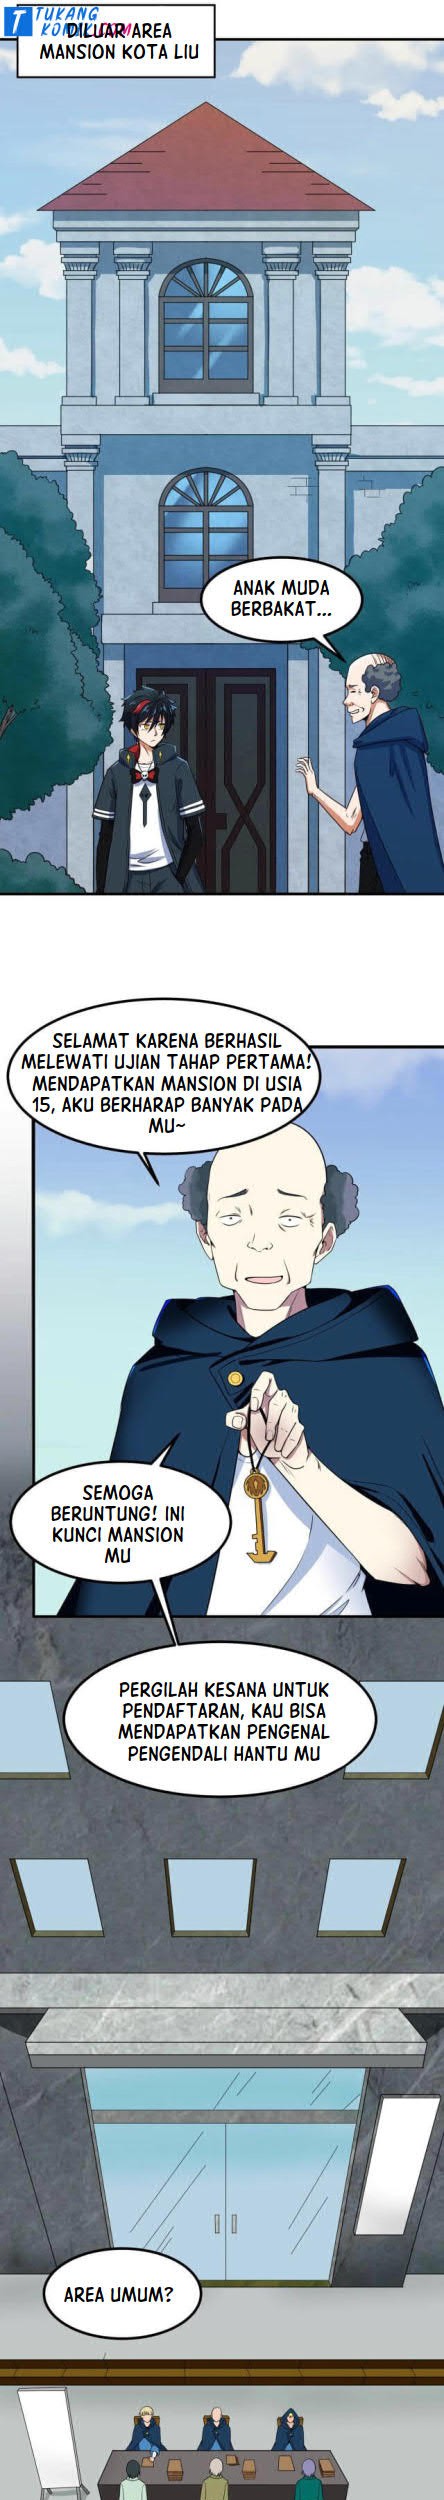 TUKANG
KOMIK.COM
DILUAR AREA
MANSION KOTA LIU
ANAK MUDA
BERBAKAT...
SELAMAT KARENA BERHASIL
MELEWATI UJIAN TAHAP PERTAMA!
MENDAPATKAN MANSION DI USIA
15, AKU BERHARAP BANYAK PADA
MU~
SEMOGA
BERUNTUNG! INI
KUNCI MANSION
MU
PERGILAH KESANA UNTUK
PENDAFTARAN, KAU BISA
MENDAPATKAN PENGENAL
PENGENDALI HANTU MU
AREA UMUM?